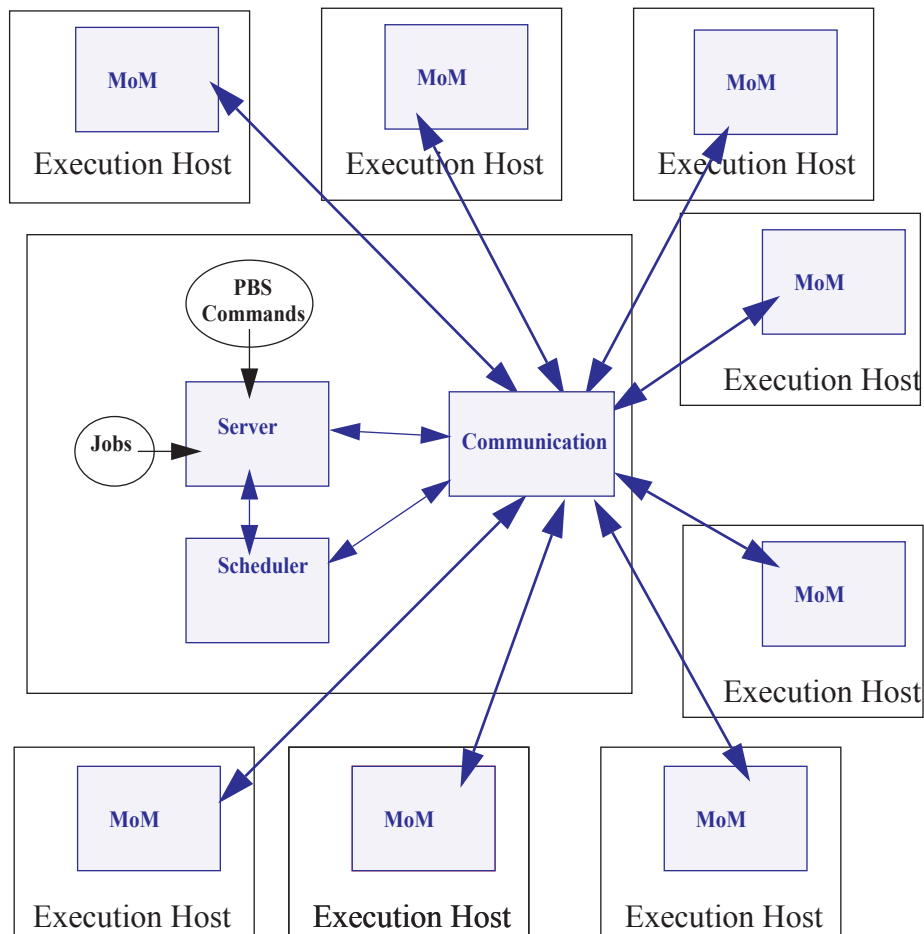 MoM
Execution Host
MoM
Execution Host
MoM
Execution Host
MoM
Execution Host
PBS
Commands
Server
Jobs
Communication
Scheduler
MoM
Execution Host
MoM
Execution Host
MoM
Execution Host
MoM
Execution Host